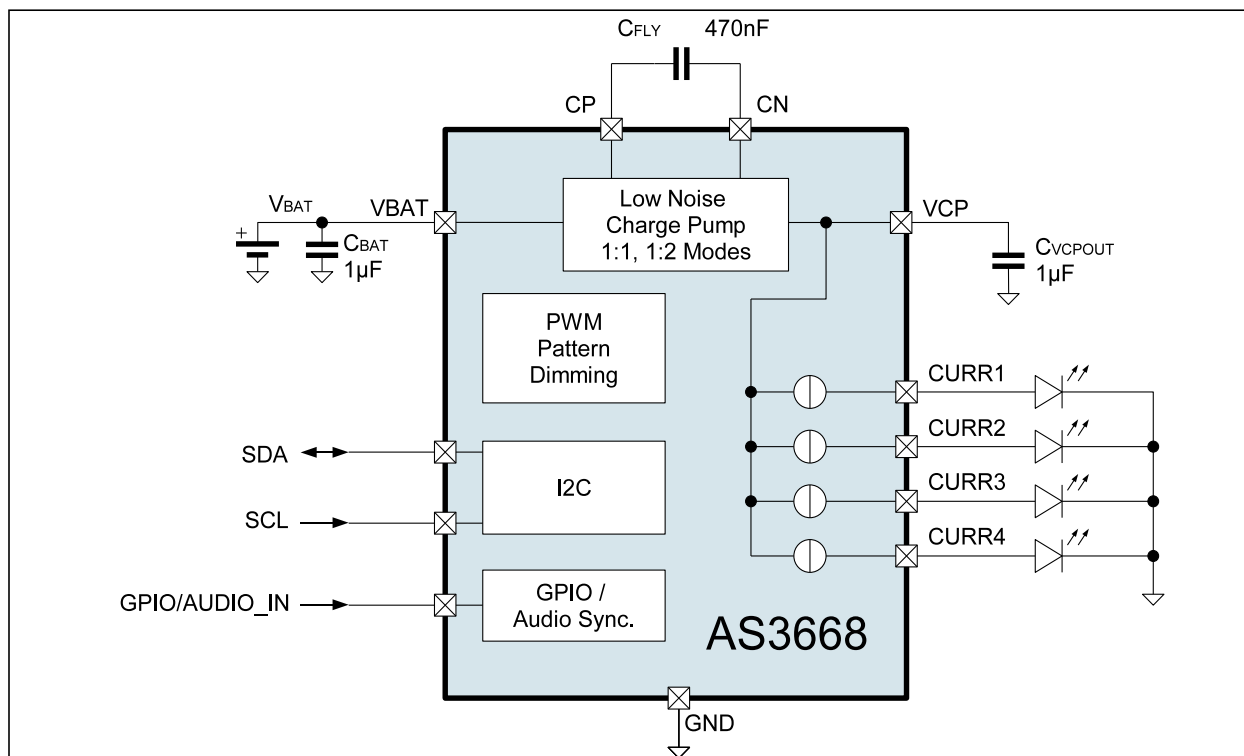 CFLY 470nF
CP
CN
VBAT
VBAT
+
CBAT
1µF
Low Noise
Charge Pump
1:1, 1:2 Modes
VCP
CVCPOUT
1µF
PWM
Pattern
Dimming
CURR1
CURR2
CURR3
CURR4
SDA
I2C
SCL
GPIO/AUDIO_IN
GPIO /
Audio Sync.
AS3668
GND